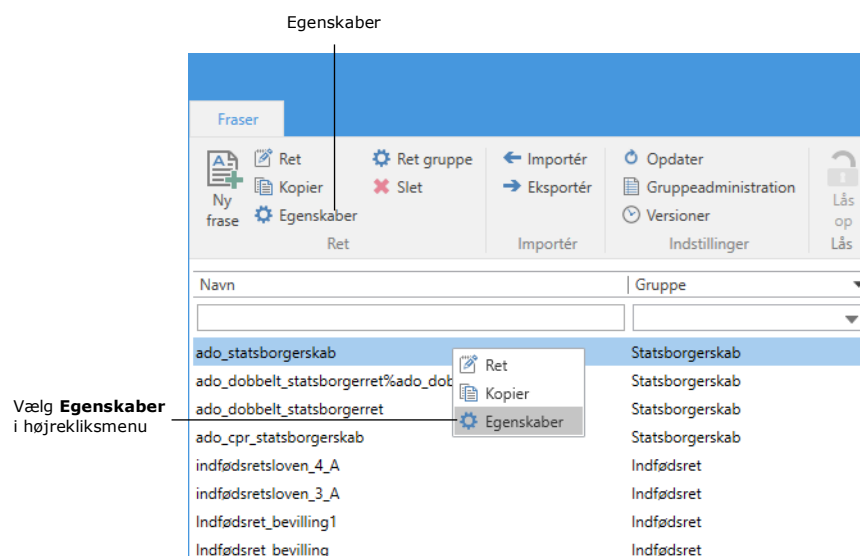 Egenskaber
Fraser
Ny
frase
Ret
Kopier
Egenskaber
Ret gruppe
Slet
Ret
Importér
Eksportér
Importér
Opdater
Gruppeadministration
Versioner
Indstillinger
Lås
op
Lås
Navn
Gruppe
ado_statsborgerskab Statsborgerskab
ado_dobbelt_statsborgerret%ado_dob Statsborgerskab
ado_dobbelt_statsborgerret Statsborgerskab
ado_cpr_statsborgerskab Statsborgerskab
indfødsretsloven_4_A Indfødsret
indfødsretsloven_3_A Indfødsret
Indfødsret_bevilling1 Indfødsret
Indfødsret_bevilling Indfødsret
Ret
Kopier
Egenskaber
Vælg Egenskaber
i højrekliksmenu